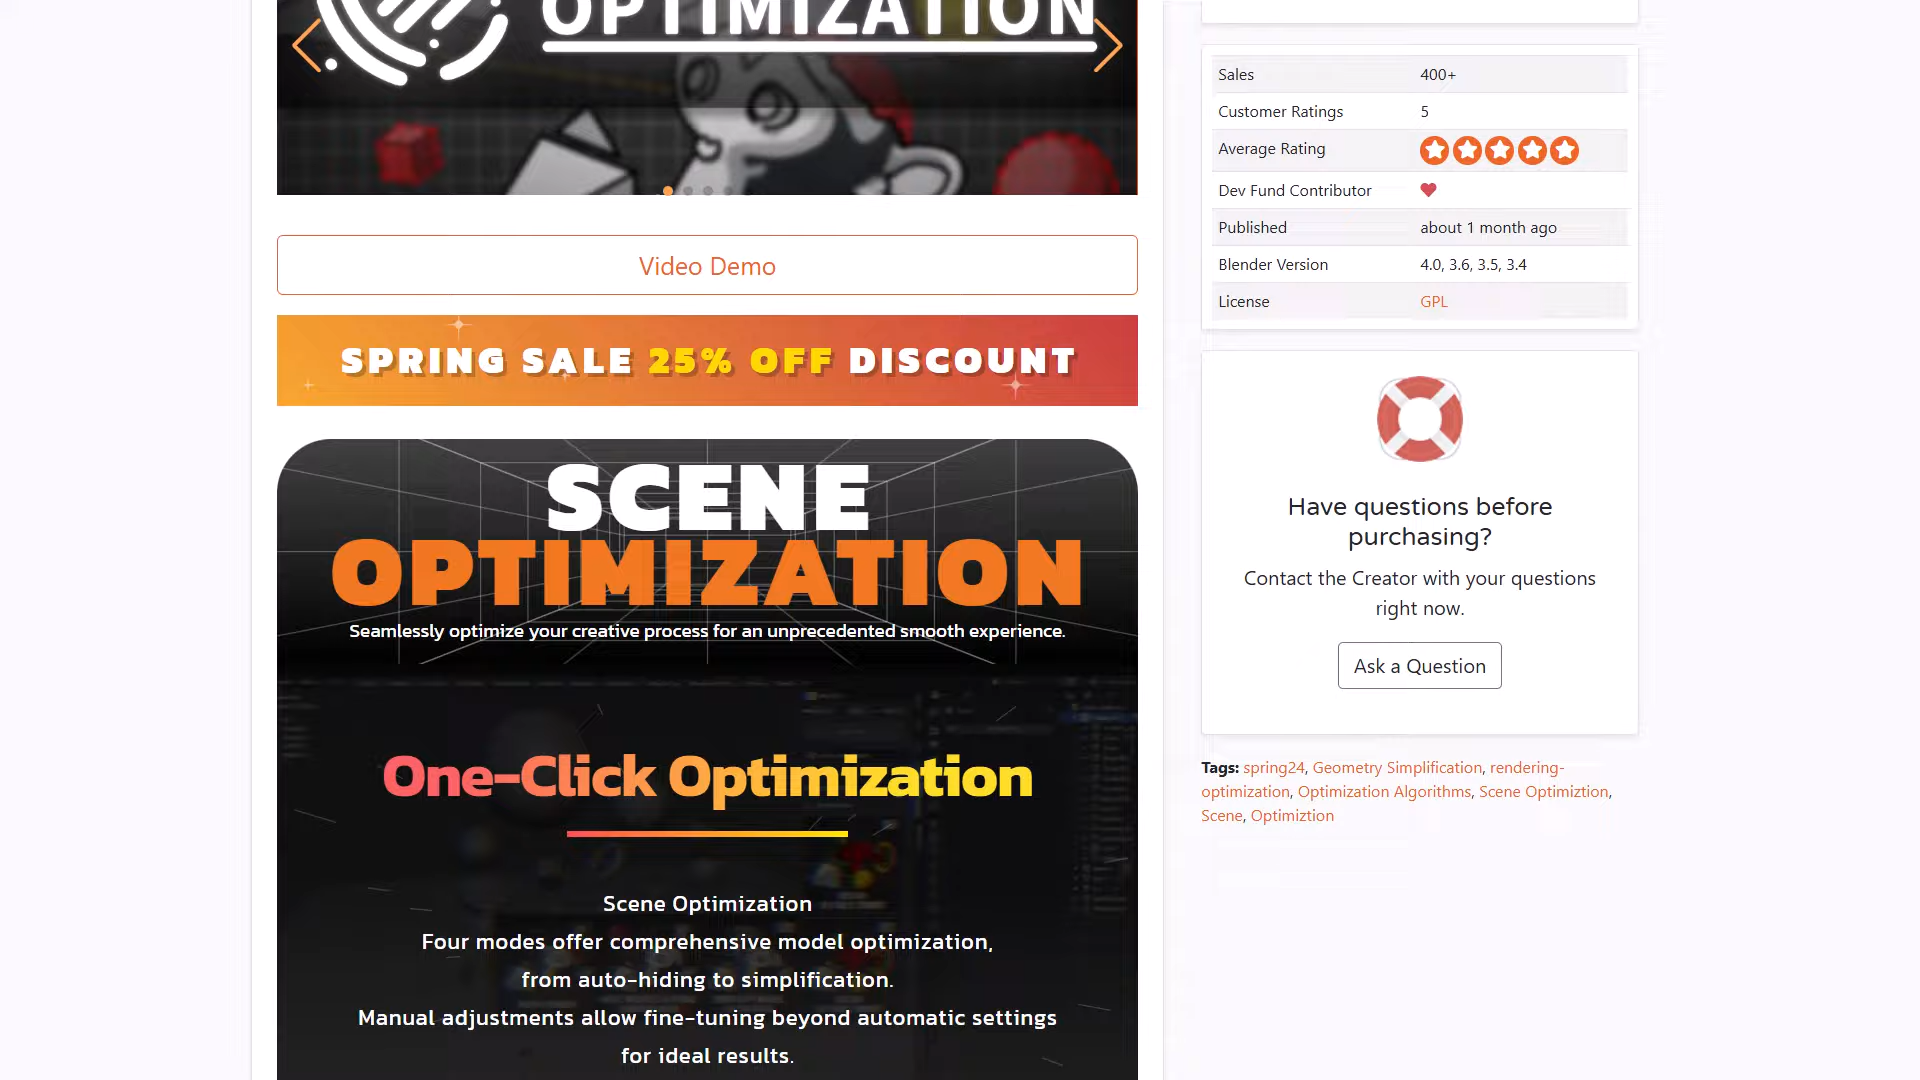 OPTIMIZATION
Video Demo
SPRING SALE 25% OFF DISCOUNT
SCENE
OPTIMIZATION
Seamlessly optimize your creative process for an unprecedented smooth experience.
One-Click Optimization
Scene Optimization
Four modes offer comprehensive model optimization,
from auto-hiding to simplification.
Manual adjustments allow fine-tuning beyond automatic settings
for ideal results.
Sales 400+
Customer Ratings 5
Average Rating
Dev Fund Contributor
Published about 1 month ago
Blender Version 4.0, 3.6, 3.5, 3.4
License GPL
Have questions before
purchasing?
Contact the Creator with your questions
right now.
Ask a Question
Tags: spring24, Geometry Simplification, rendering-
optimization, Optimization Algorithms, Scene Optimiztion,
Scene, Optimiztion